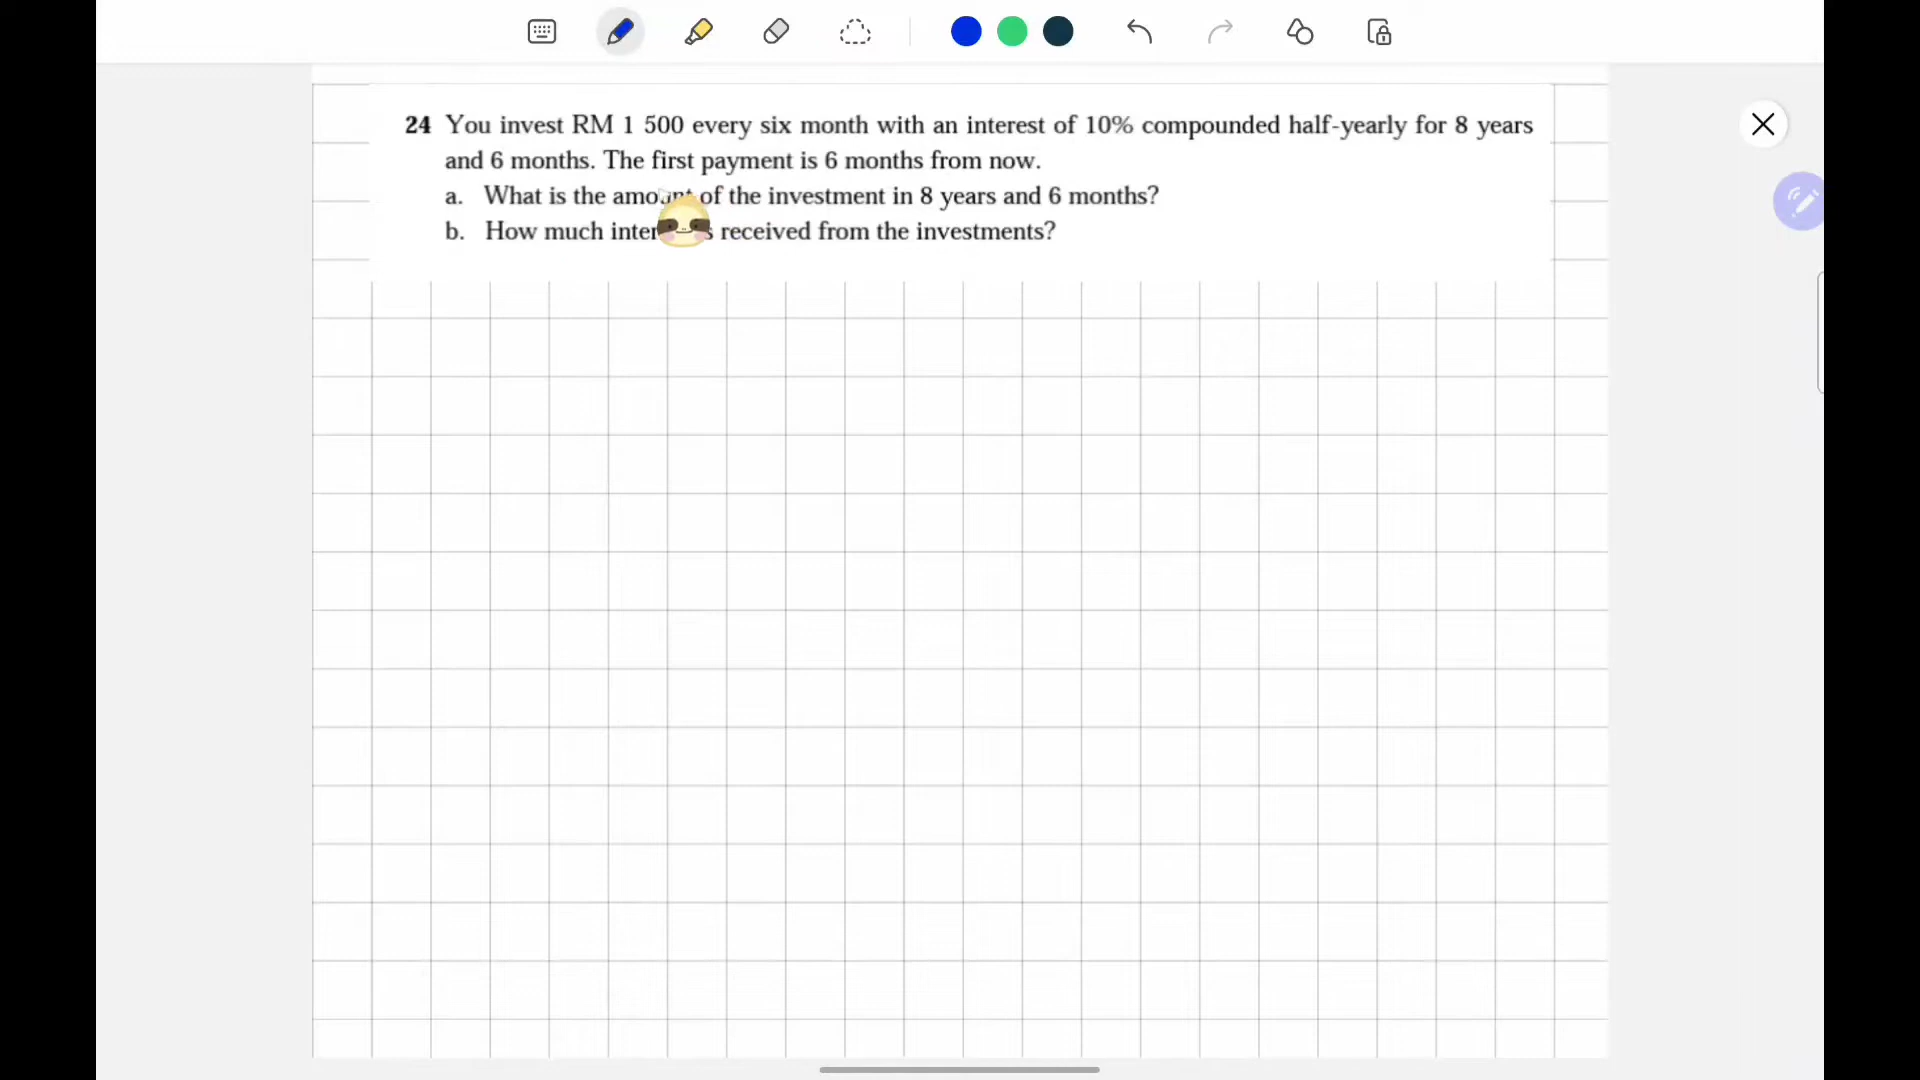 24 You invest RM 1 500 every six month with an interest of 10% compounded half-yearly for 8 years
and 6 months. The first payment is 6 months from now.
a. What is the amount of the investment in 8 years and 6 months?
b. How much received from the investments?